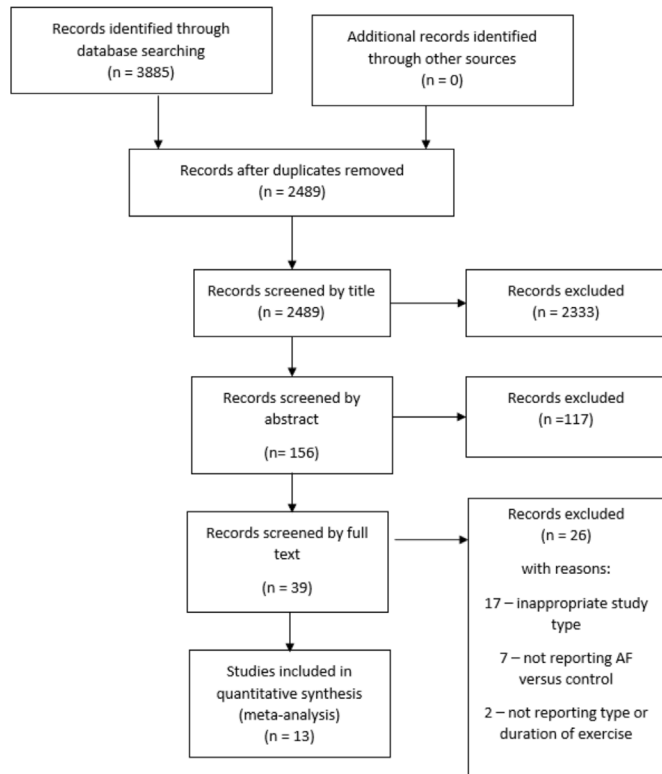 Records identified through
database searching
(n = 3885)
Additional records identified
through other sources
(n = 0)
Records after duplicates removed
(n = 2489)
Records screened by title
(n = 2489)
Records excluded
(n = 2333)
Records screened by
abstract
(n= 156)
Records excluded
(n =117)
Records screened by full
text
(n = 39)
Records excluded
(n = 26)
with reasons:
17 – inappropriate study
type
7 – not reporting AF
versus control
2 – not reporting type or
duration of exercise
Studies included in
quantitative synthesis
(meta-analysis)
(n = 13)